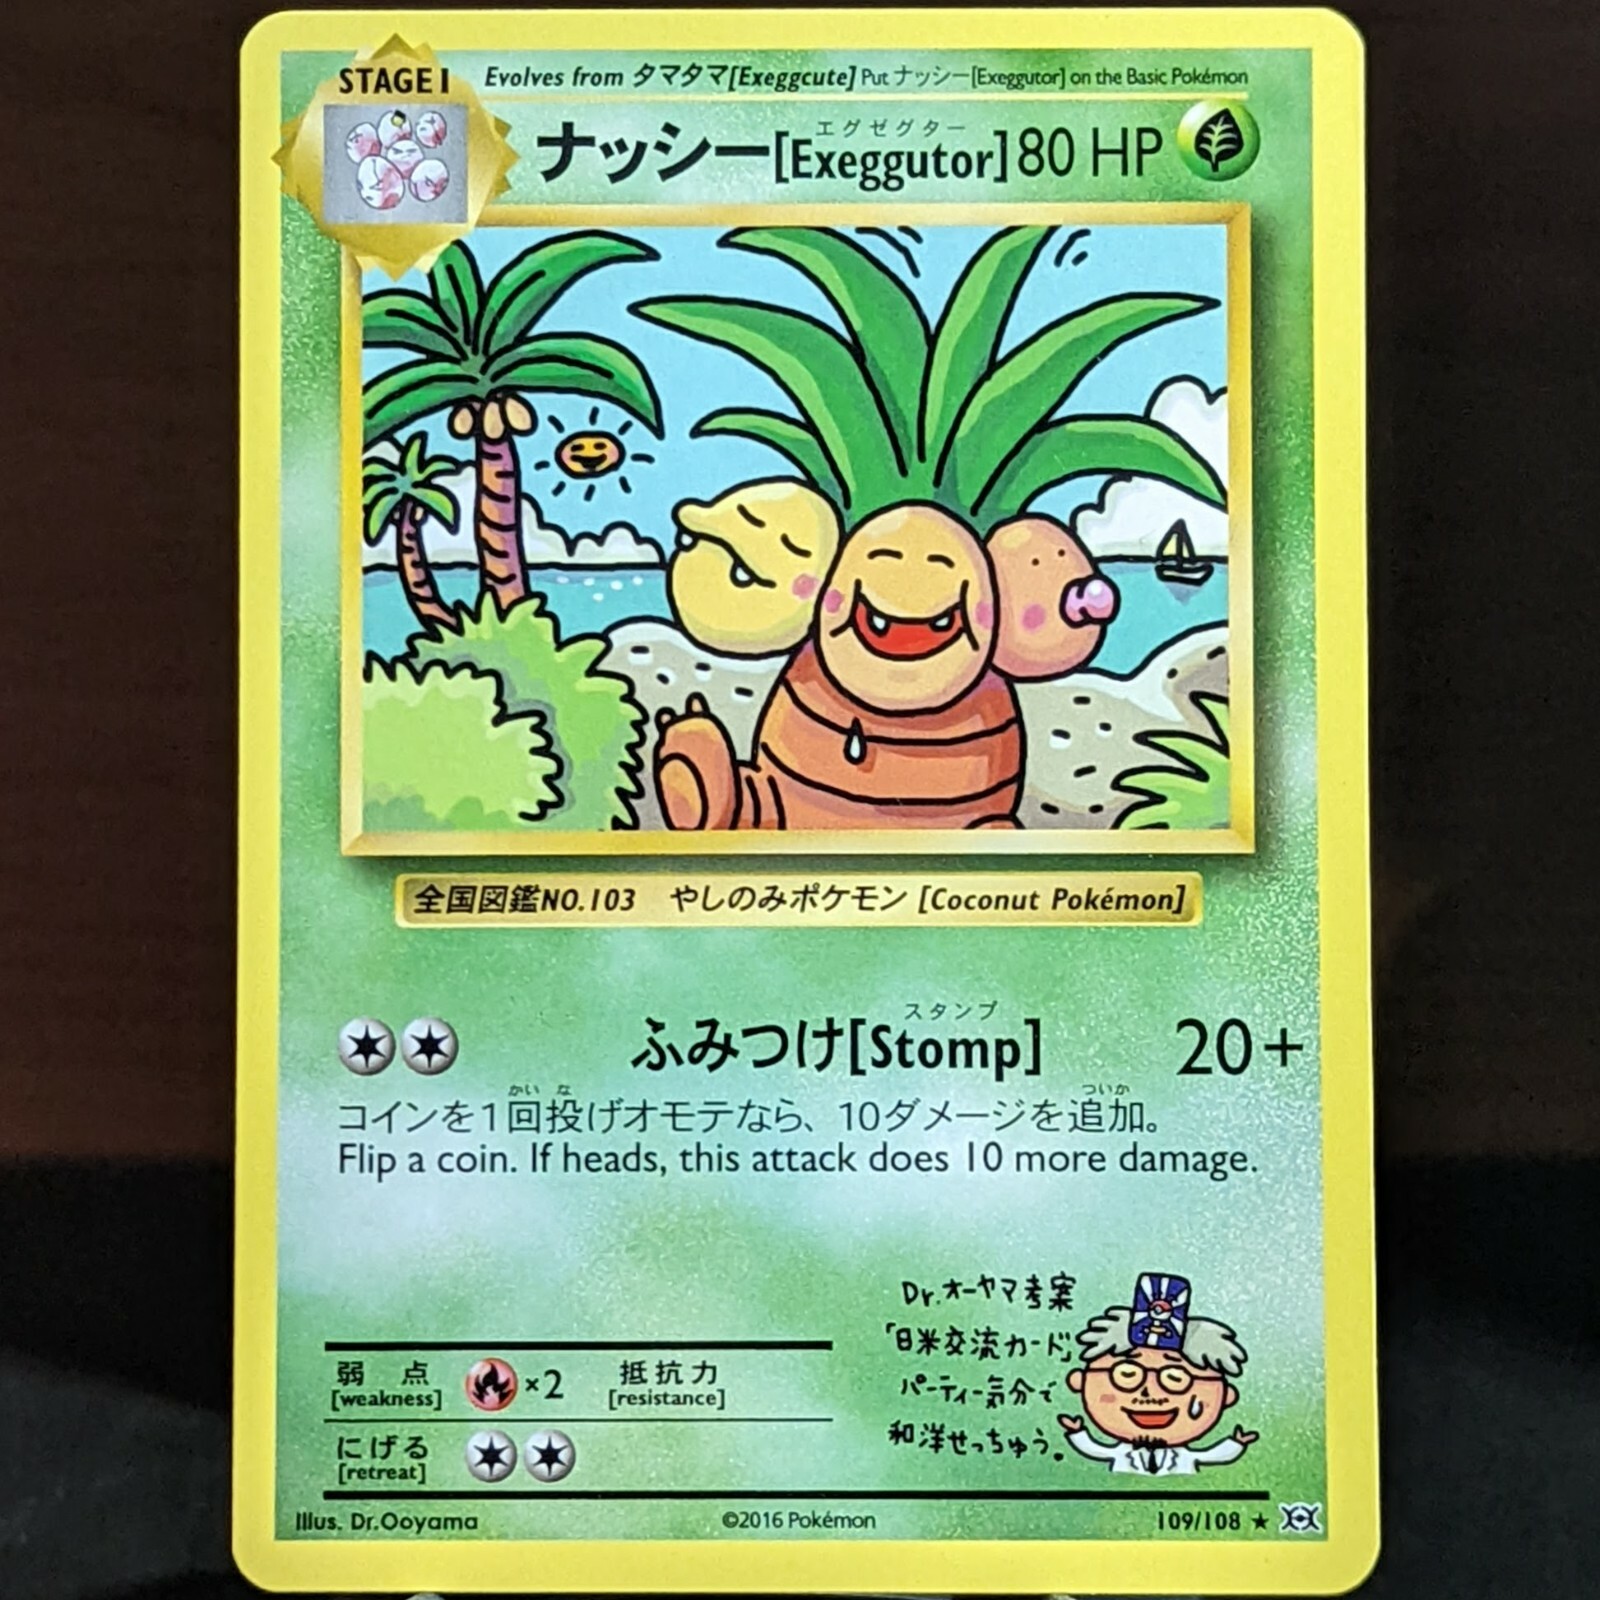 STAGE 1
Evolves from タマタマ[Exeggcute] Put ナッシー[Exeggutor] on the Basic Pokémon
エグゼグター
ナッシー[Exeggutor] 80 HP
全国図鑑NO.103 やしのみポケモン [Coconut Pokémon]
スタンプ
ふみつけ[Stomp] 20+
かい な ついか
コインを1回投げオモテなら、10ダメージを追加。
Flip a coin. If heads, this attack does 10 more damage.
Dr.オーヤマ考案
「日米交流カード」
パーティー気分で
和洋せっちゅう。
弱点 ×2 抵抗力
[weakness] [resistance]
にげる
[retreat]
Illus. Dr.Ooyama ©2016 Pokémon 109/108 ★